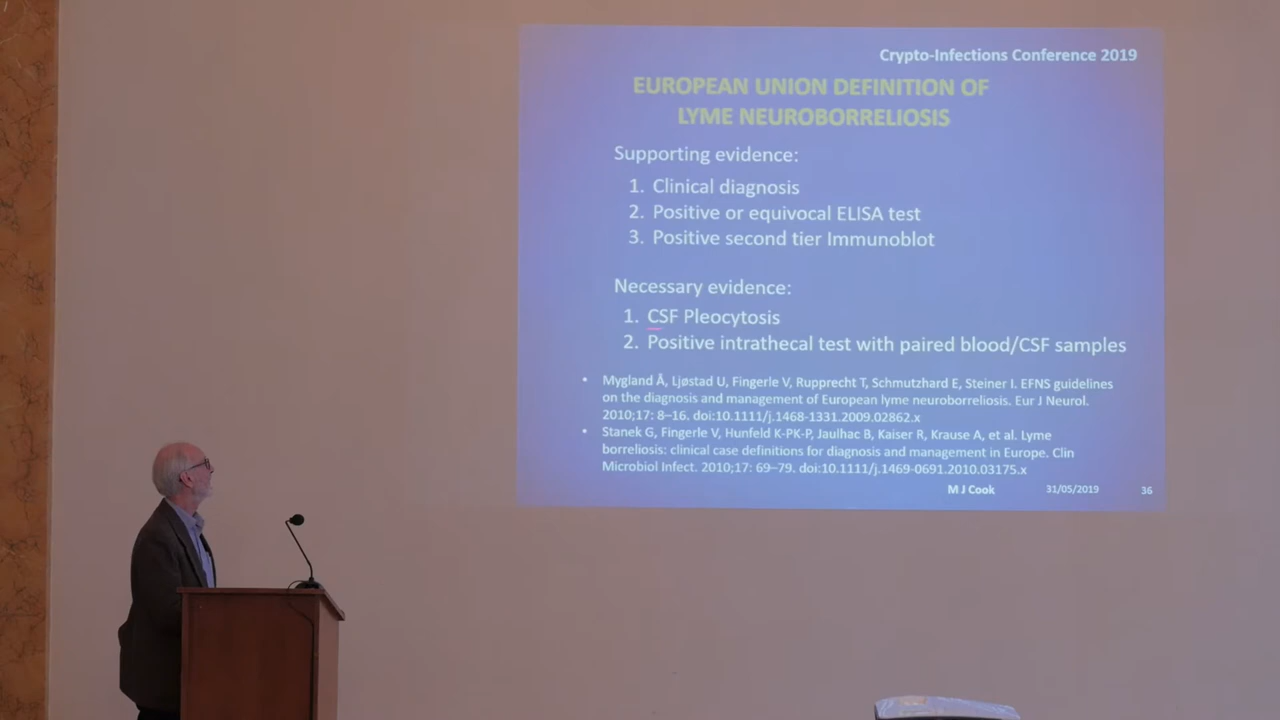 Crypto-Infections Conference 2019
EUROPEAN UNION DEFINITION OF
LYME NEUROBORRELIOSIS
Supporting evidence:
1. Clinical diagnosis
2. Positive or equivocal ELISA test
3. Positive second tier Immunoblot
Necessary evidence:
1. CSF Pleocytosis
2. Positive intrathecal test with paired blood/CSF samples
• Mygland Å, Ljøstad U, Fingerle V, Rupprecht T, Schmutzhard E, Steiner I. EFNS guidelines
on the diagnosis and management of European lyme neuroborreliosis. Eur J Neurol.
2010;17: 8–16. doi:10.1111/j.1468-1331.2009.02862.x
• Stanek G, Fingerle V, Hunfeld K-PK-P, Jaulhac B, Kaiser R, Krause A, et al. Lyme
borreliosis: clinical case definitions for diagnosis and management in Europe. Clin
Microbiol Infect. 2010;17: 69–79. doi:10.1111/j.1469-0691.2010.03175.x
M J Cook 31/05/2019 36